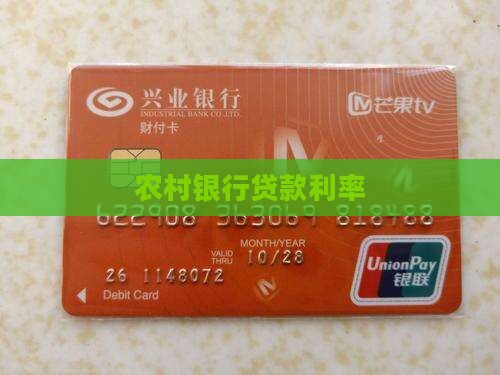 兴业银行
INDUSTRIAL BANK CO.,LTD.
芒果tv
财付卡
农村银行贷款利率
622908 363069 818488
MONTH/YEAR
VALID
THRU
10/28
26 1148072
UnionPay
银联
Debit Card